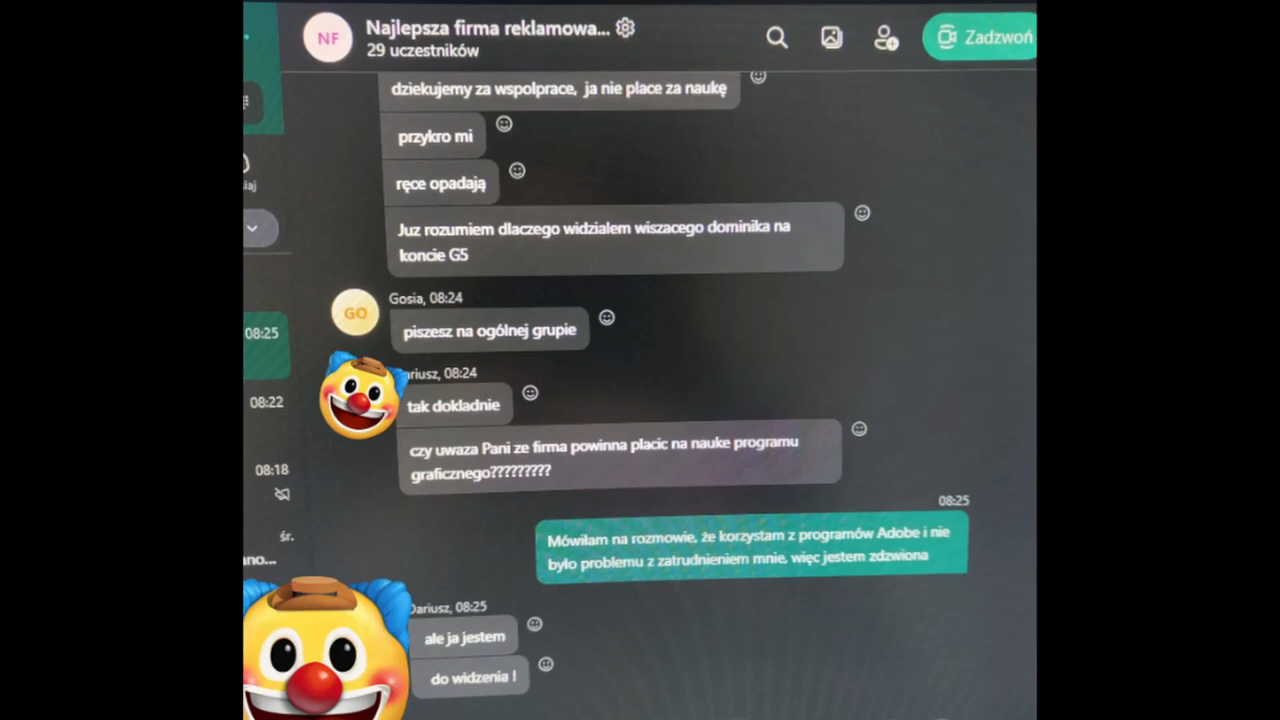 NF
Najlepsza firma reklamowa...
29 uczestników
Zadzwoń
dziekujemy za wspolprace, ja nie place za naukę
przykro mi
ręce opadają
Juz rozumiem dlaczego widzialem wiszacego dominika na
koncie G5
Gosia, 08:24
GO
piszesz na ogólnej grupie
08:25
ariusz, 08:24
tak dokladnie
08:22
czy uwaza Pani ze firma powinna placic na nauke programu
graficznego?????????
08:18
08:25
Mówiłam na rozmowie, że korzystam z programów Adobe i nie
było problemu z zatrudnieniem mnie, więc jestem zdzwiona
śr.
ano...
Dariusz, 08:25
ale ja jestem
do widzenia !